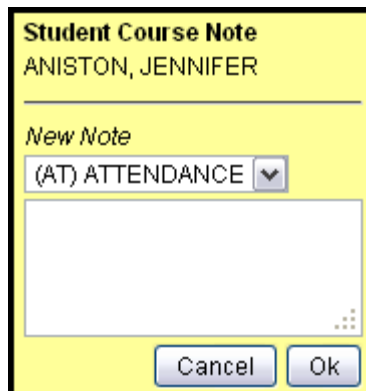 Student Course Note
ANISTON, JENNIFER
New Note
(AT) ATTENDANCE
Cancel Ok